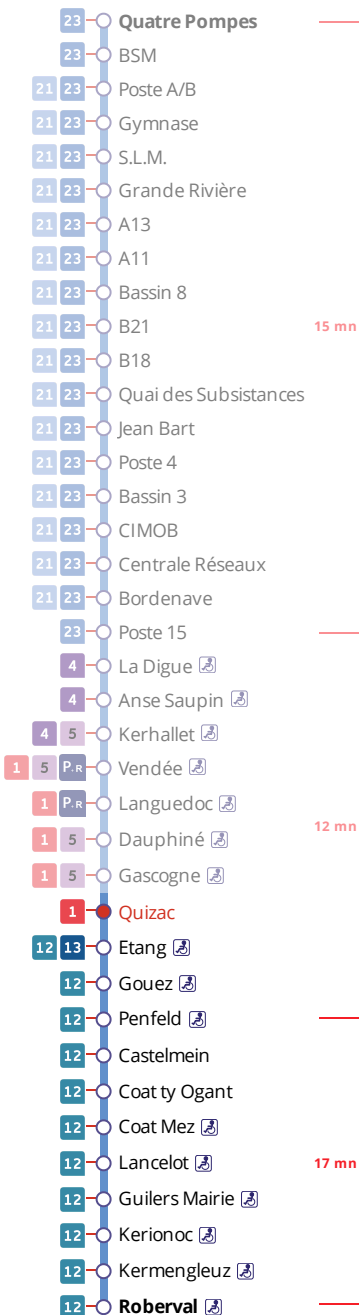 23 Quatre Pompes
23 BSM
21 23 Poste A/B
21 23 Gymnase
21 23 S.L.M.
21 23 Grande Rivière
21 23 A13
21 23 A11
21 23 Bassin 8
21 23 B21 15 mn
21 23 B18
21 23 Quai des Subsistances
21 23 Jean Bart
21 23 Poste 4
21 23 Bassin 3
21 23 CIMOB
21 23 Centrale Réseaux
21 23 Bordenave
23 Poste 15
4 La Digue
4 Anse Saupin
4 5 Kerhallet
1 5 P.R Vendée
1 P.R Languedoc
12 mn
1 5 Dauphiné
1 5 Gascogne
1 Quizac
12 13 Etang
12 Gouez
12 Penfeld
12 Castelmein
12 Coat ty Ogant
12 Coat Mez
12 Lancelot 17 mn
12 Guilers Mairie
12 Kerionoc
12 Kermengleuz
12 Roberval